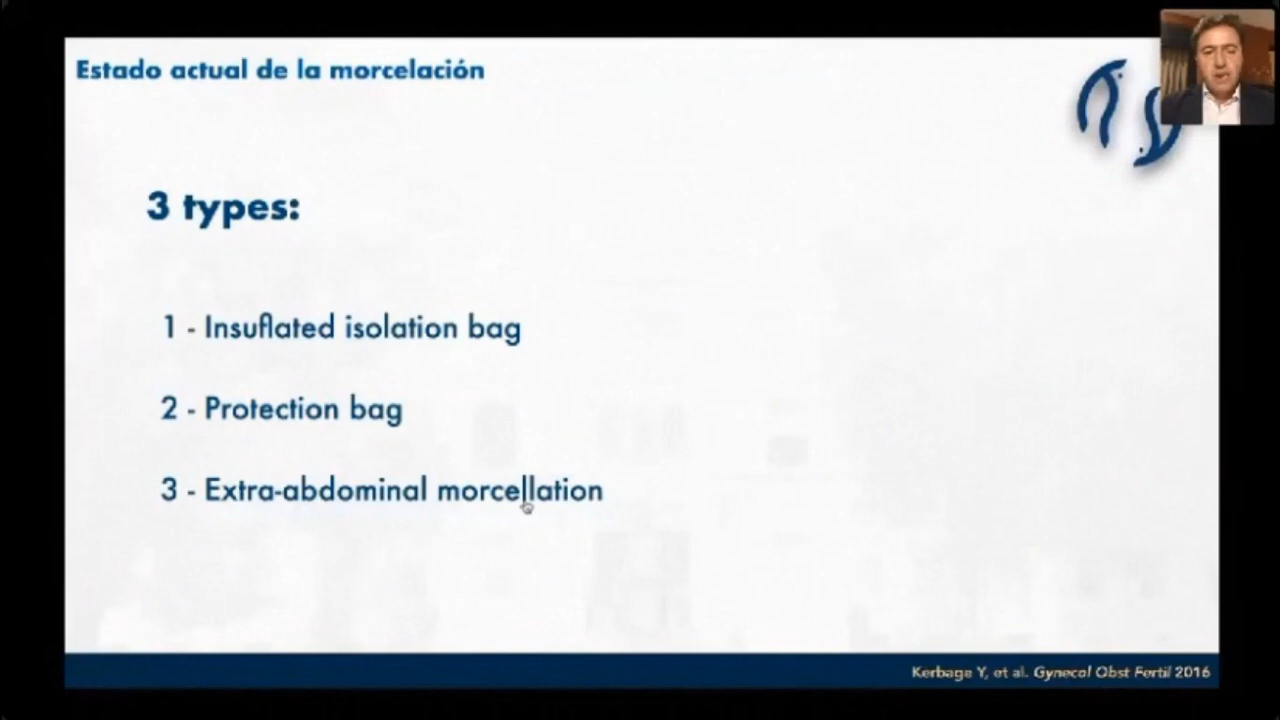 Estado actual de la morcelación
3 types:
1 - Insuflated isolation bag
2 - Protection bag
3 - Extra-abdominal morcellation
Kerbage Y, et al. Gynecol Obst Fertil 2016